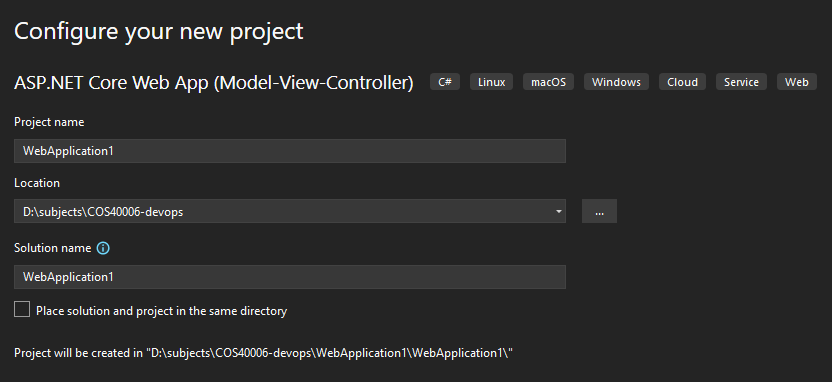 Configure your new project
ASP.NET Core Web App (Model-View-Controller) C# Linux macOS Windows Cloud Service Web
Project name
WebApplication1
Location
D:\subjects\COS40006-devops
...
Solution name
WebApplication1
Place solution and project in the same directory
Project will be created in "D:\subjects\COS40006-devops\WebApplication1\WebApplication1\"